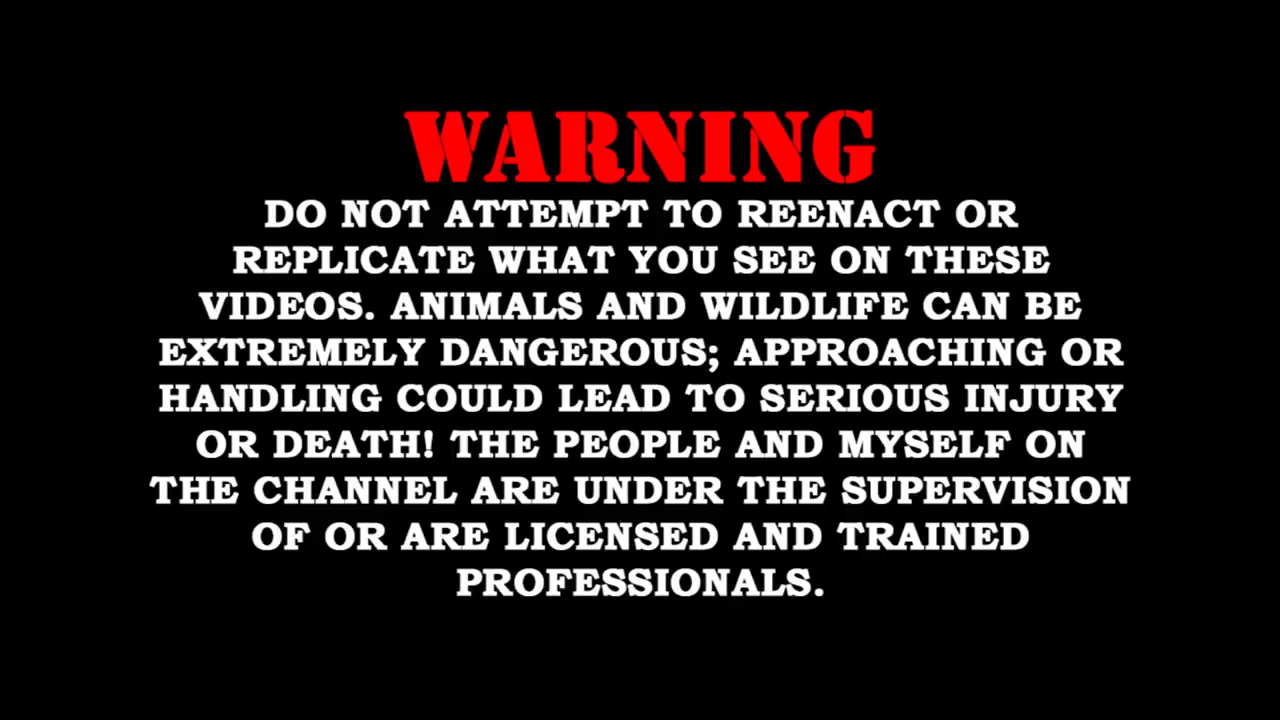 WARNING
DO NOT ATTEMPT TO REENACT OR
REPLICATE WHAT YOU SEE ON THESE
VIDEOS. ANIMALS AND WILDLIFE CAN BE
EXTREMELY DANGEROUS; APPROACHING OR
HANDLING COULD LEAD TO SERIOUS INJURY
OR DEATH! THE PEOPLE AND MYSELF ON
THE CHANNEL ARE UNDER THE SUPERVISION
OF OR ARE LICENSED AND TRAINED
PROFESSIONALS.